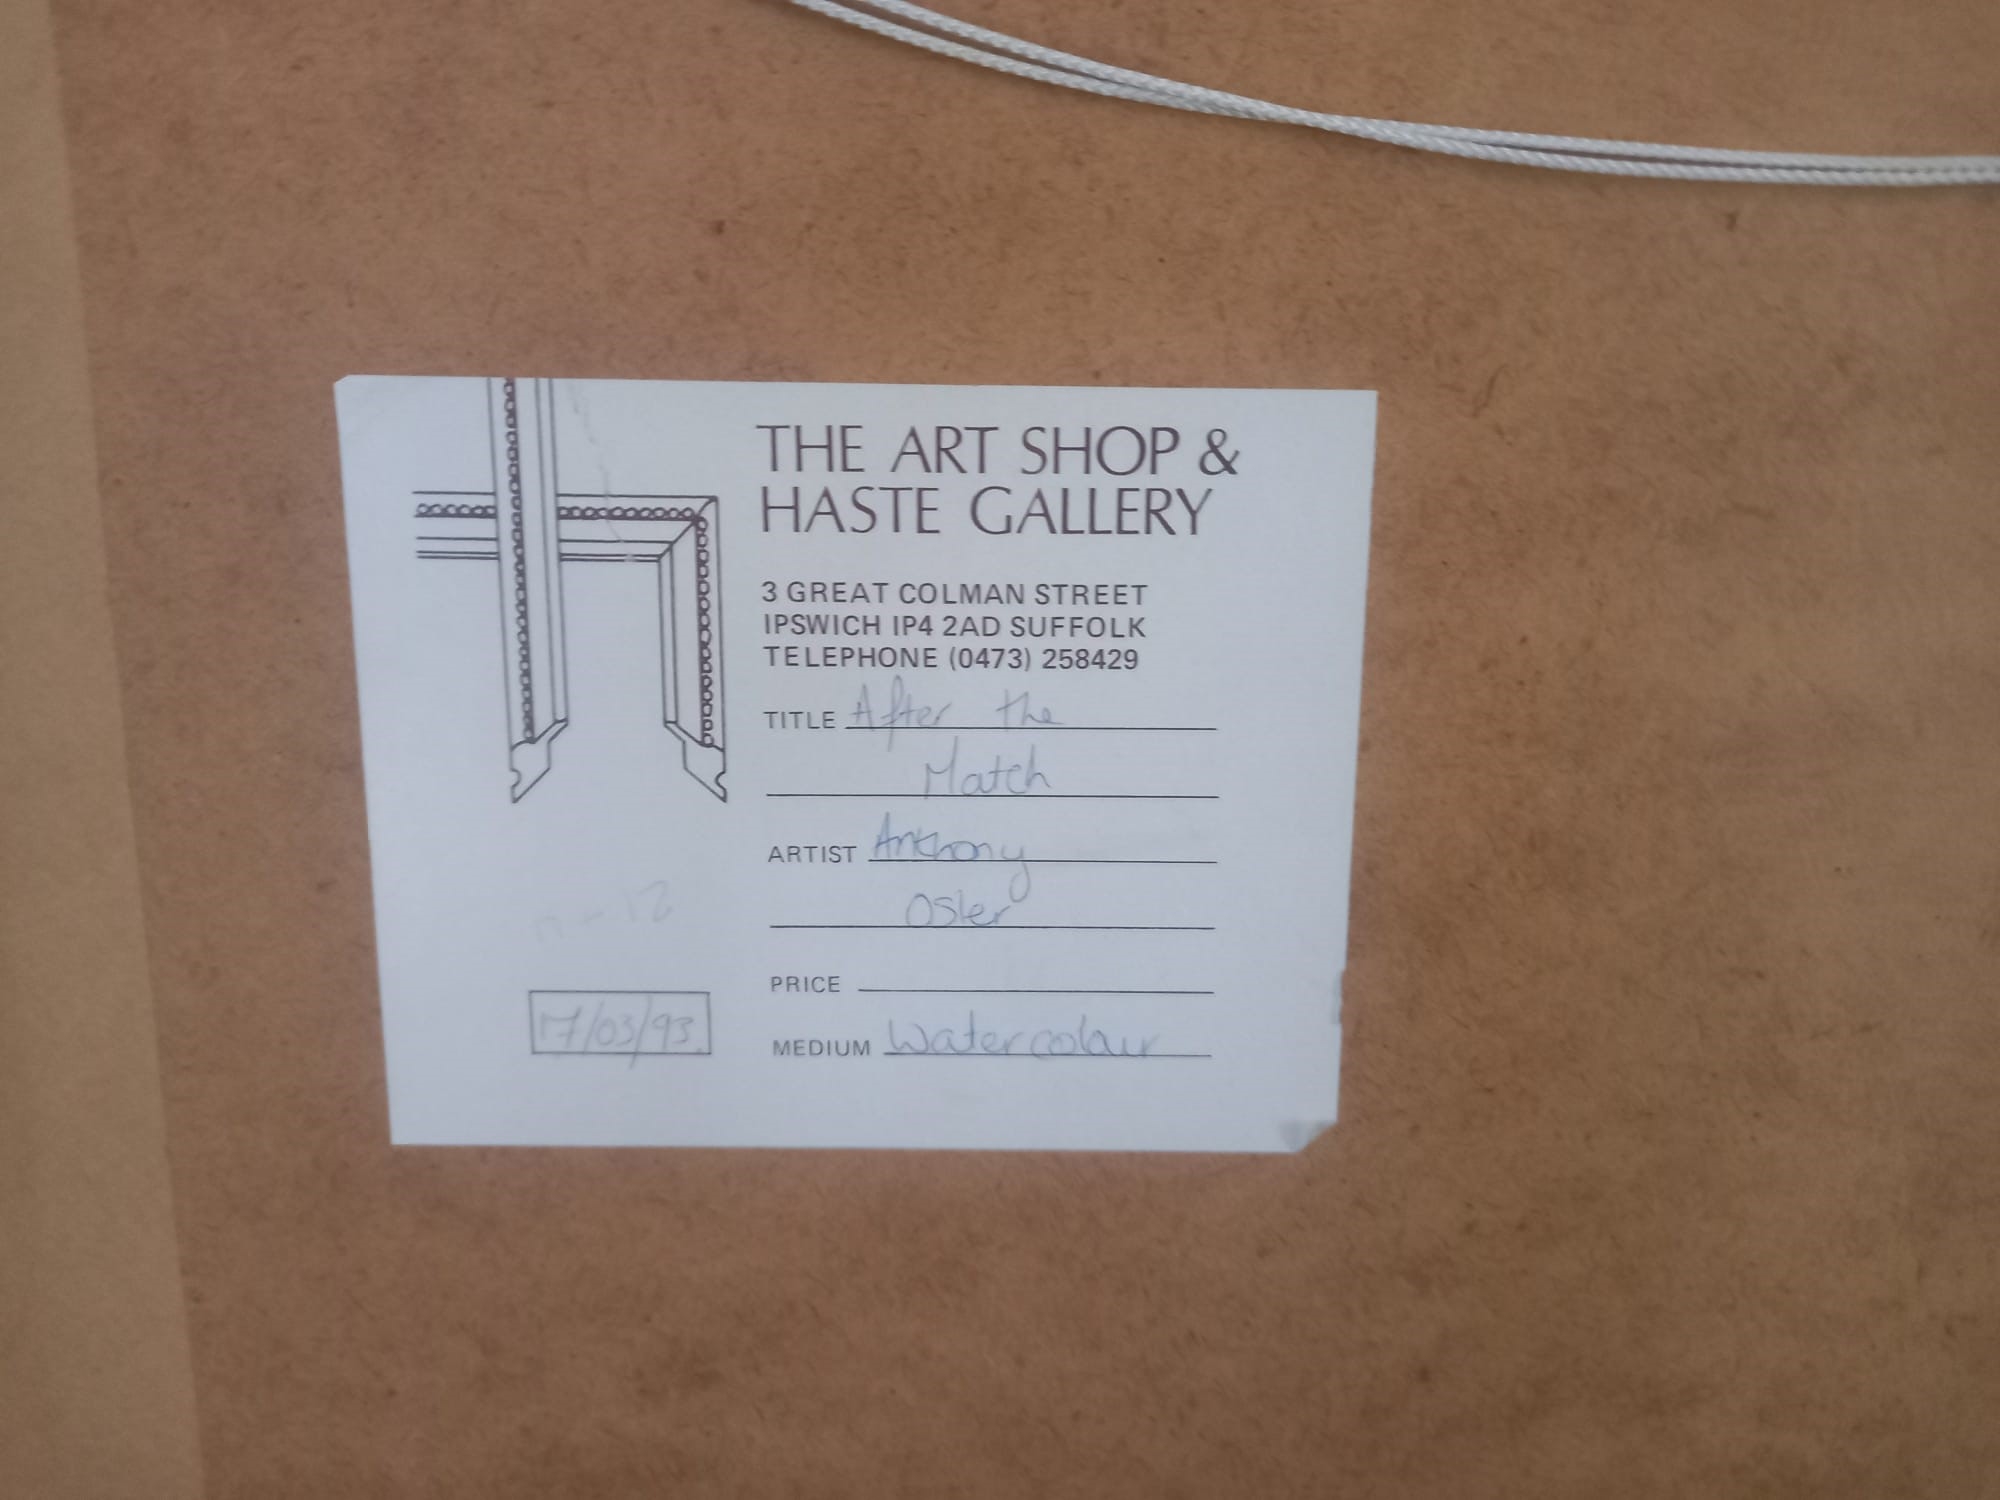 THE ART SHOP &
HASTE GALLERY
3 GREAT COLMAN STREET
IPSWICH IP4 2AD SUFFOLK
TELEPHONE (0473) 258429
TITLE After the
Match
ARTIST Anthony
Osler
PRICE
MEDIUM Watercolour
17/03/93.